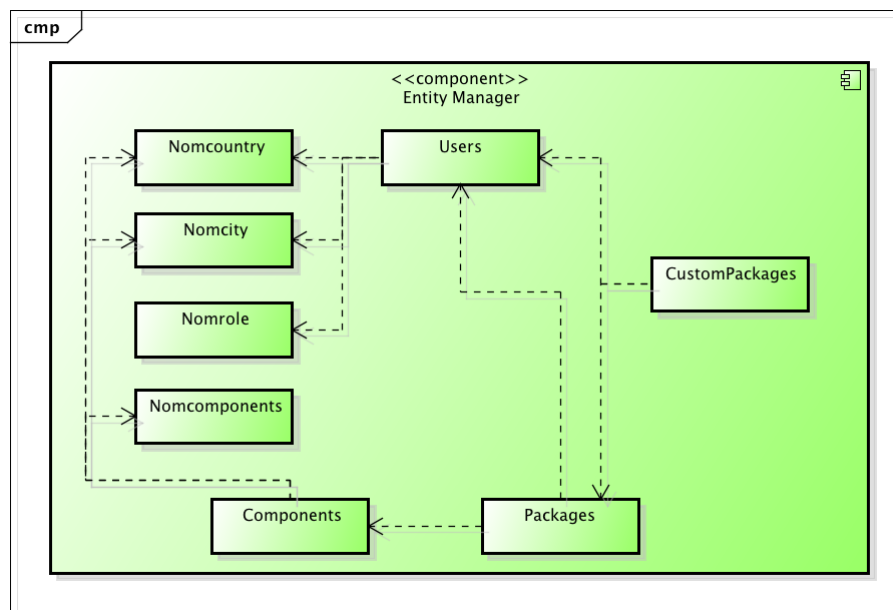 cmp
<<component>>
Entity Manager
Nomcountry
Users
Nomcity
CustomPackages
Nomrole
Nomcomponents
Components
Packages